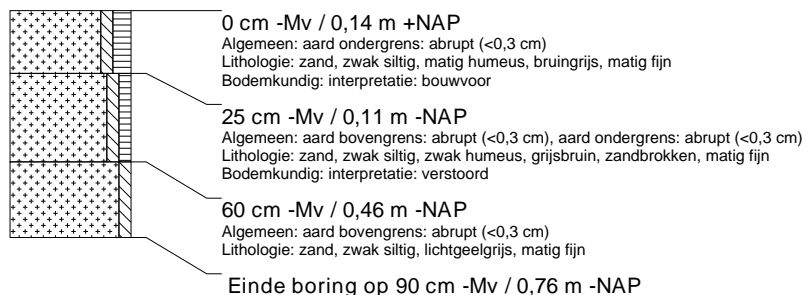 0 cm -Mv / 0,14 m +NAP
Algemeen: aard ondergrens: abrupt (<0,3 cm)
Lithologie: zand, zwak siltig, matig humeus, bruingrijs, matig fijn
Bodemkundig: interpretatie: bouwvoor
25 cm -Mv / 0,11 m -NAP
Algemeen: aard bovengrens: abrupt (<0,3 cm), aard ondergrens: abrupt (<0,3 cm)
Lithologie: zand, zwak siltig, zwak humeus, grijsbruin, zandbrokken, matig fijn
Bodemkundig: interpretatie: verstoord
60 cm -Mv / 0,46 m -NAP
Algemeen: aard bovengrens: abrupt (<0,3 cm)
Lithologie: zand, zwak siltig, lichtgeelgrijs, matig fijn
Einde boring op 90 cm -Mv / 0,76 m -NAP